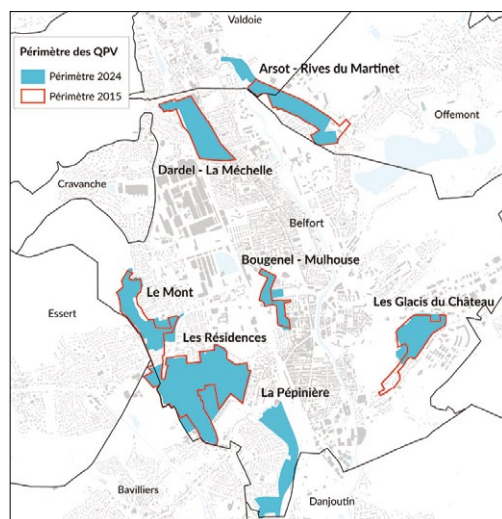 Périmètre des QPV
Périmètre 2024
Périmètre 2015
Valdoie
Arsot - Rives du Martinet
Offemont
Dardel - La Méchelle
Cravanche
Belfort
Bougenel - Mulhouse
Le Mont
Les Glacis du Château
Essert
Les Résidences
La Pépinière
Bavilliers
Danjoutin